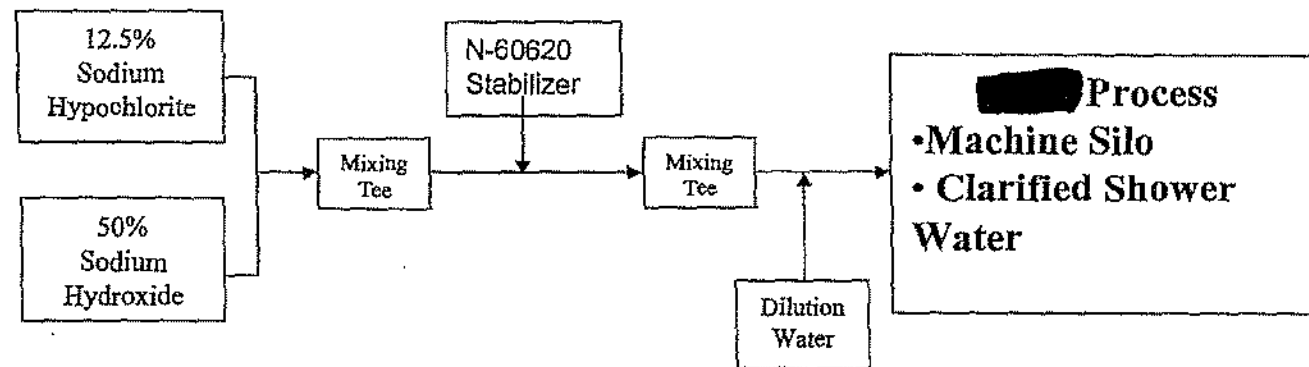 12.5%
Sodium
Hypochlorite
50%
Sodium
Hydroxide
Mixing
Tee
N-60620
Stabilizer
Mixing
Tee
Dilution
Water
Process
•Machine Silo
• Clarified Shower
Water